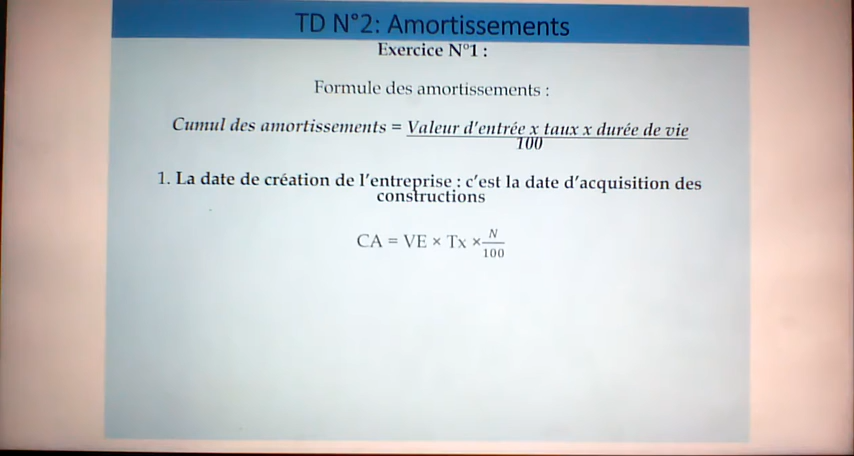 TD N°2: Amortissements
Exercice N°1 :
Formule des amortissements :
Cumul des amortissements = Valeur d'entrée x taux x durée de vie
100
1. La date de création de l'entreprise : c'est la date d'acquisition des
constructions
CA = VE × Tx × N
100